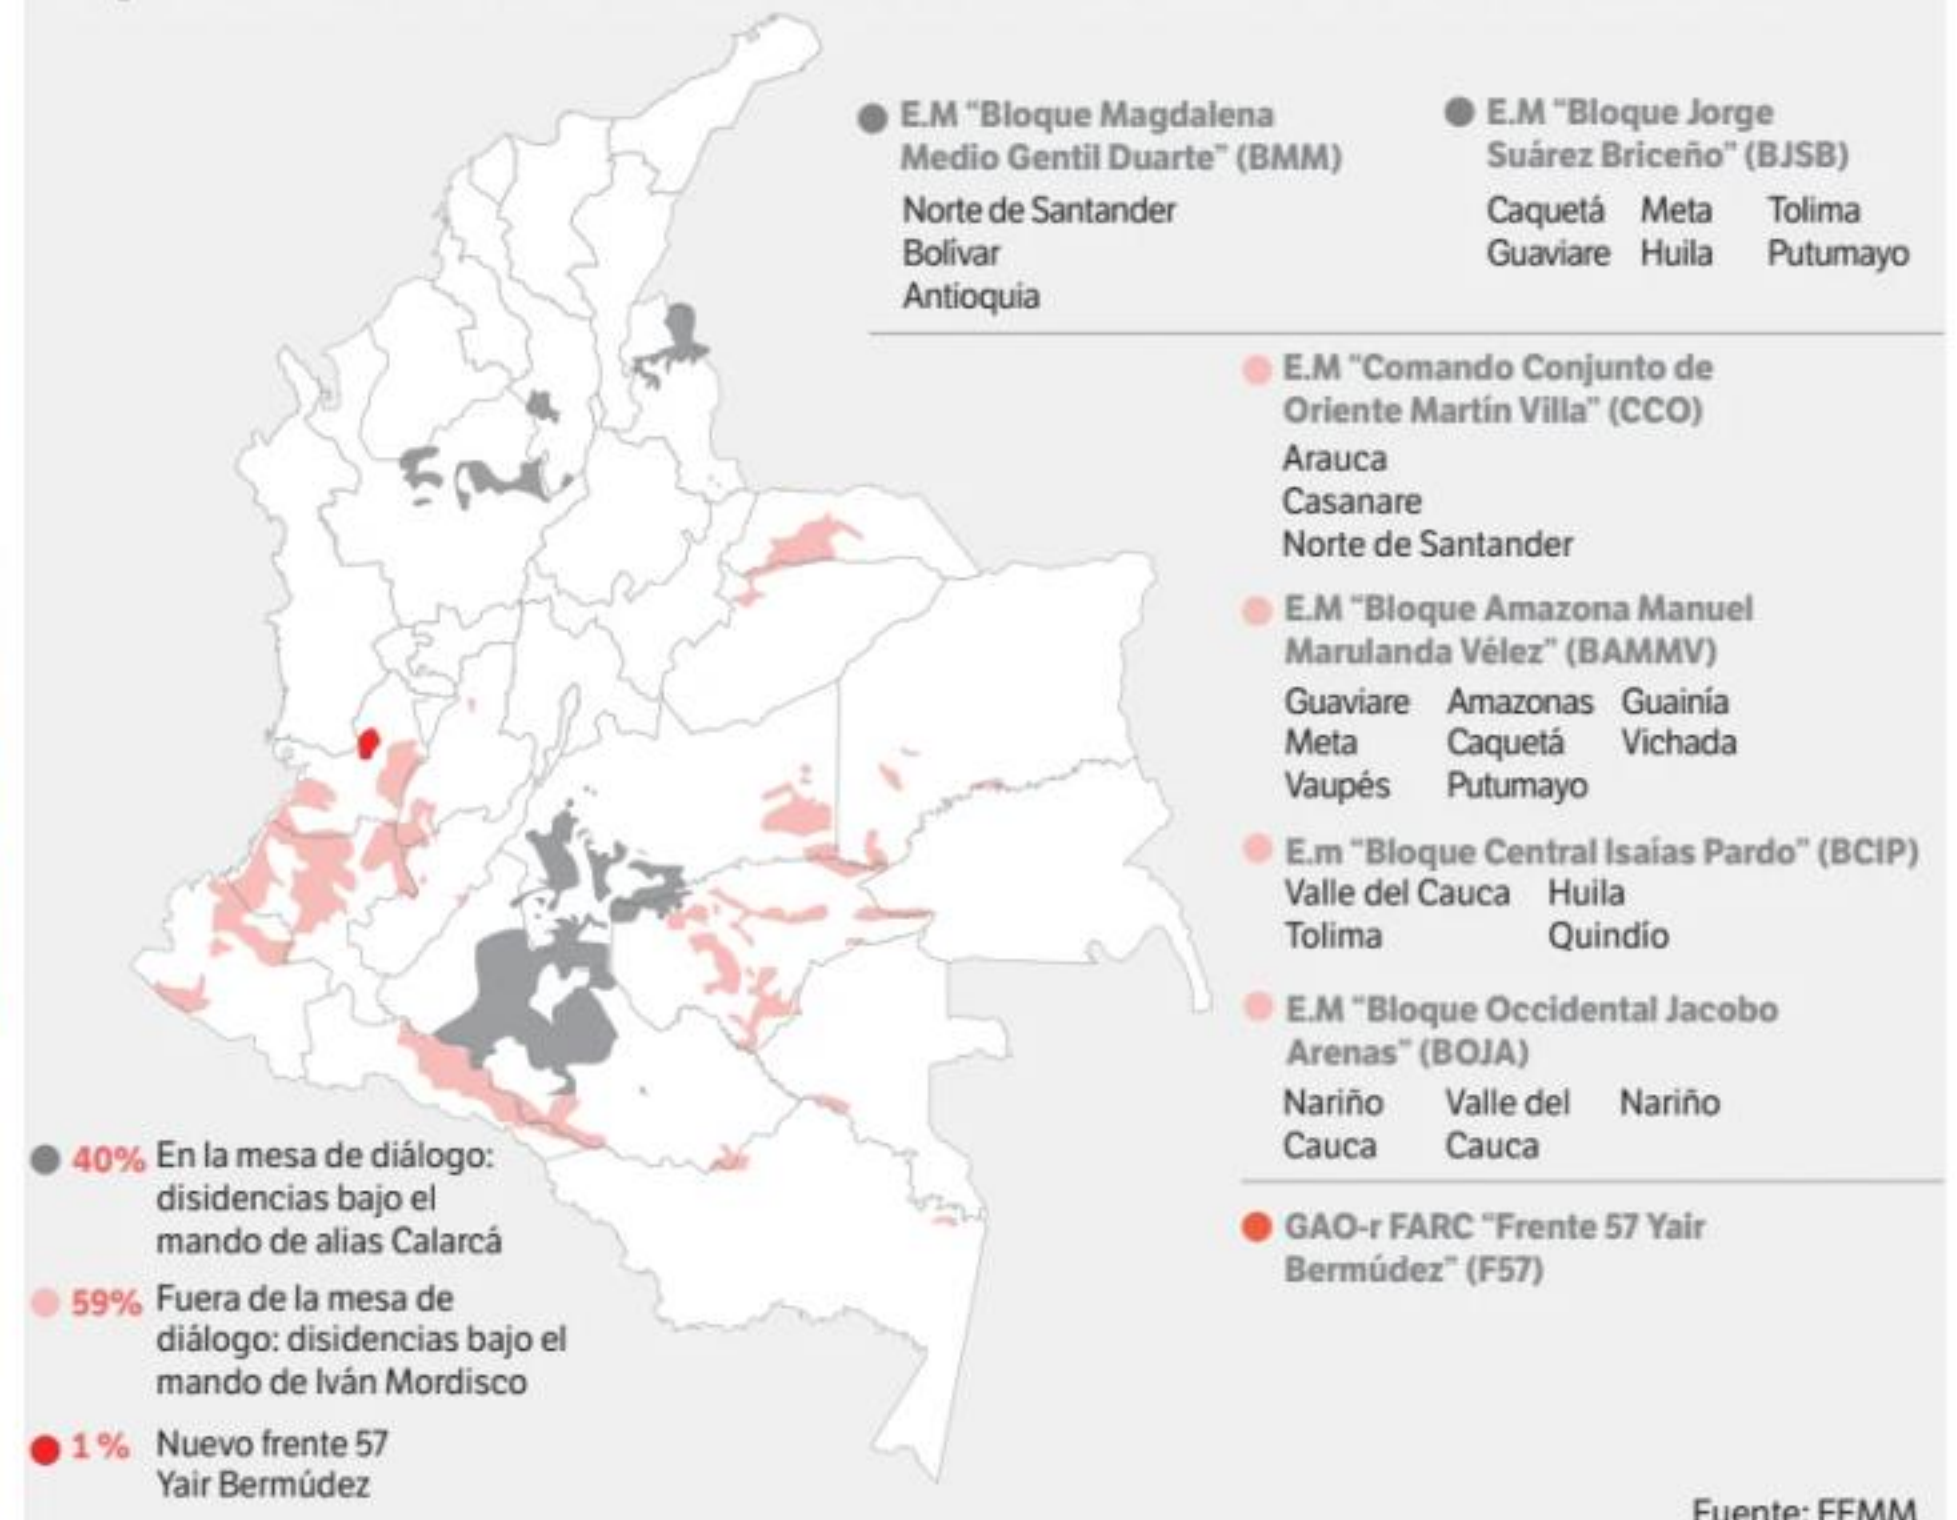 E.M “Bloque Magdalena
Medio Gentil Duarte” (BMM)
Norte de Santander
Bolívar
Antioquia
E.M “Bloque Jorge
Suárez Briceño” (BJSB)
Caquetá Meta Tolima
Guaviare Huila Putumayo
E.M “Comando Conjunto de
Oriente Martín Villa” (CCO)
Arauca
Casanare
Norte de Santander
E.M “Bloque Amazona Manuel
Marulanda Vélez” (BAMMV)
Guaviare Amazonas Guainía
Meta Caquetá Vichada
Vaupés Putumayo
E.m “Bloque Central Isaías Pardo” (BCIP)
Valle del Cauca Huila
Tolima Quindío
E.M “Bloque Occidental Jacobo
Arenas” (BOJA)
Nariño Valle del Nariño
Cauca Cauca
GAO-r FARC “Frente 57 Yair
Bermúdez” (F57)
40% En la mesa de diálogo:
disidencias bajo el
mando de alias Calarcá
59% Fuera de la mesa de
diálogo: disidencias bajo el
mando de Iván Mordisco
1% Nuevo frente 57
Yair Bermúdez
Fuente: FFMM